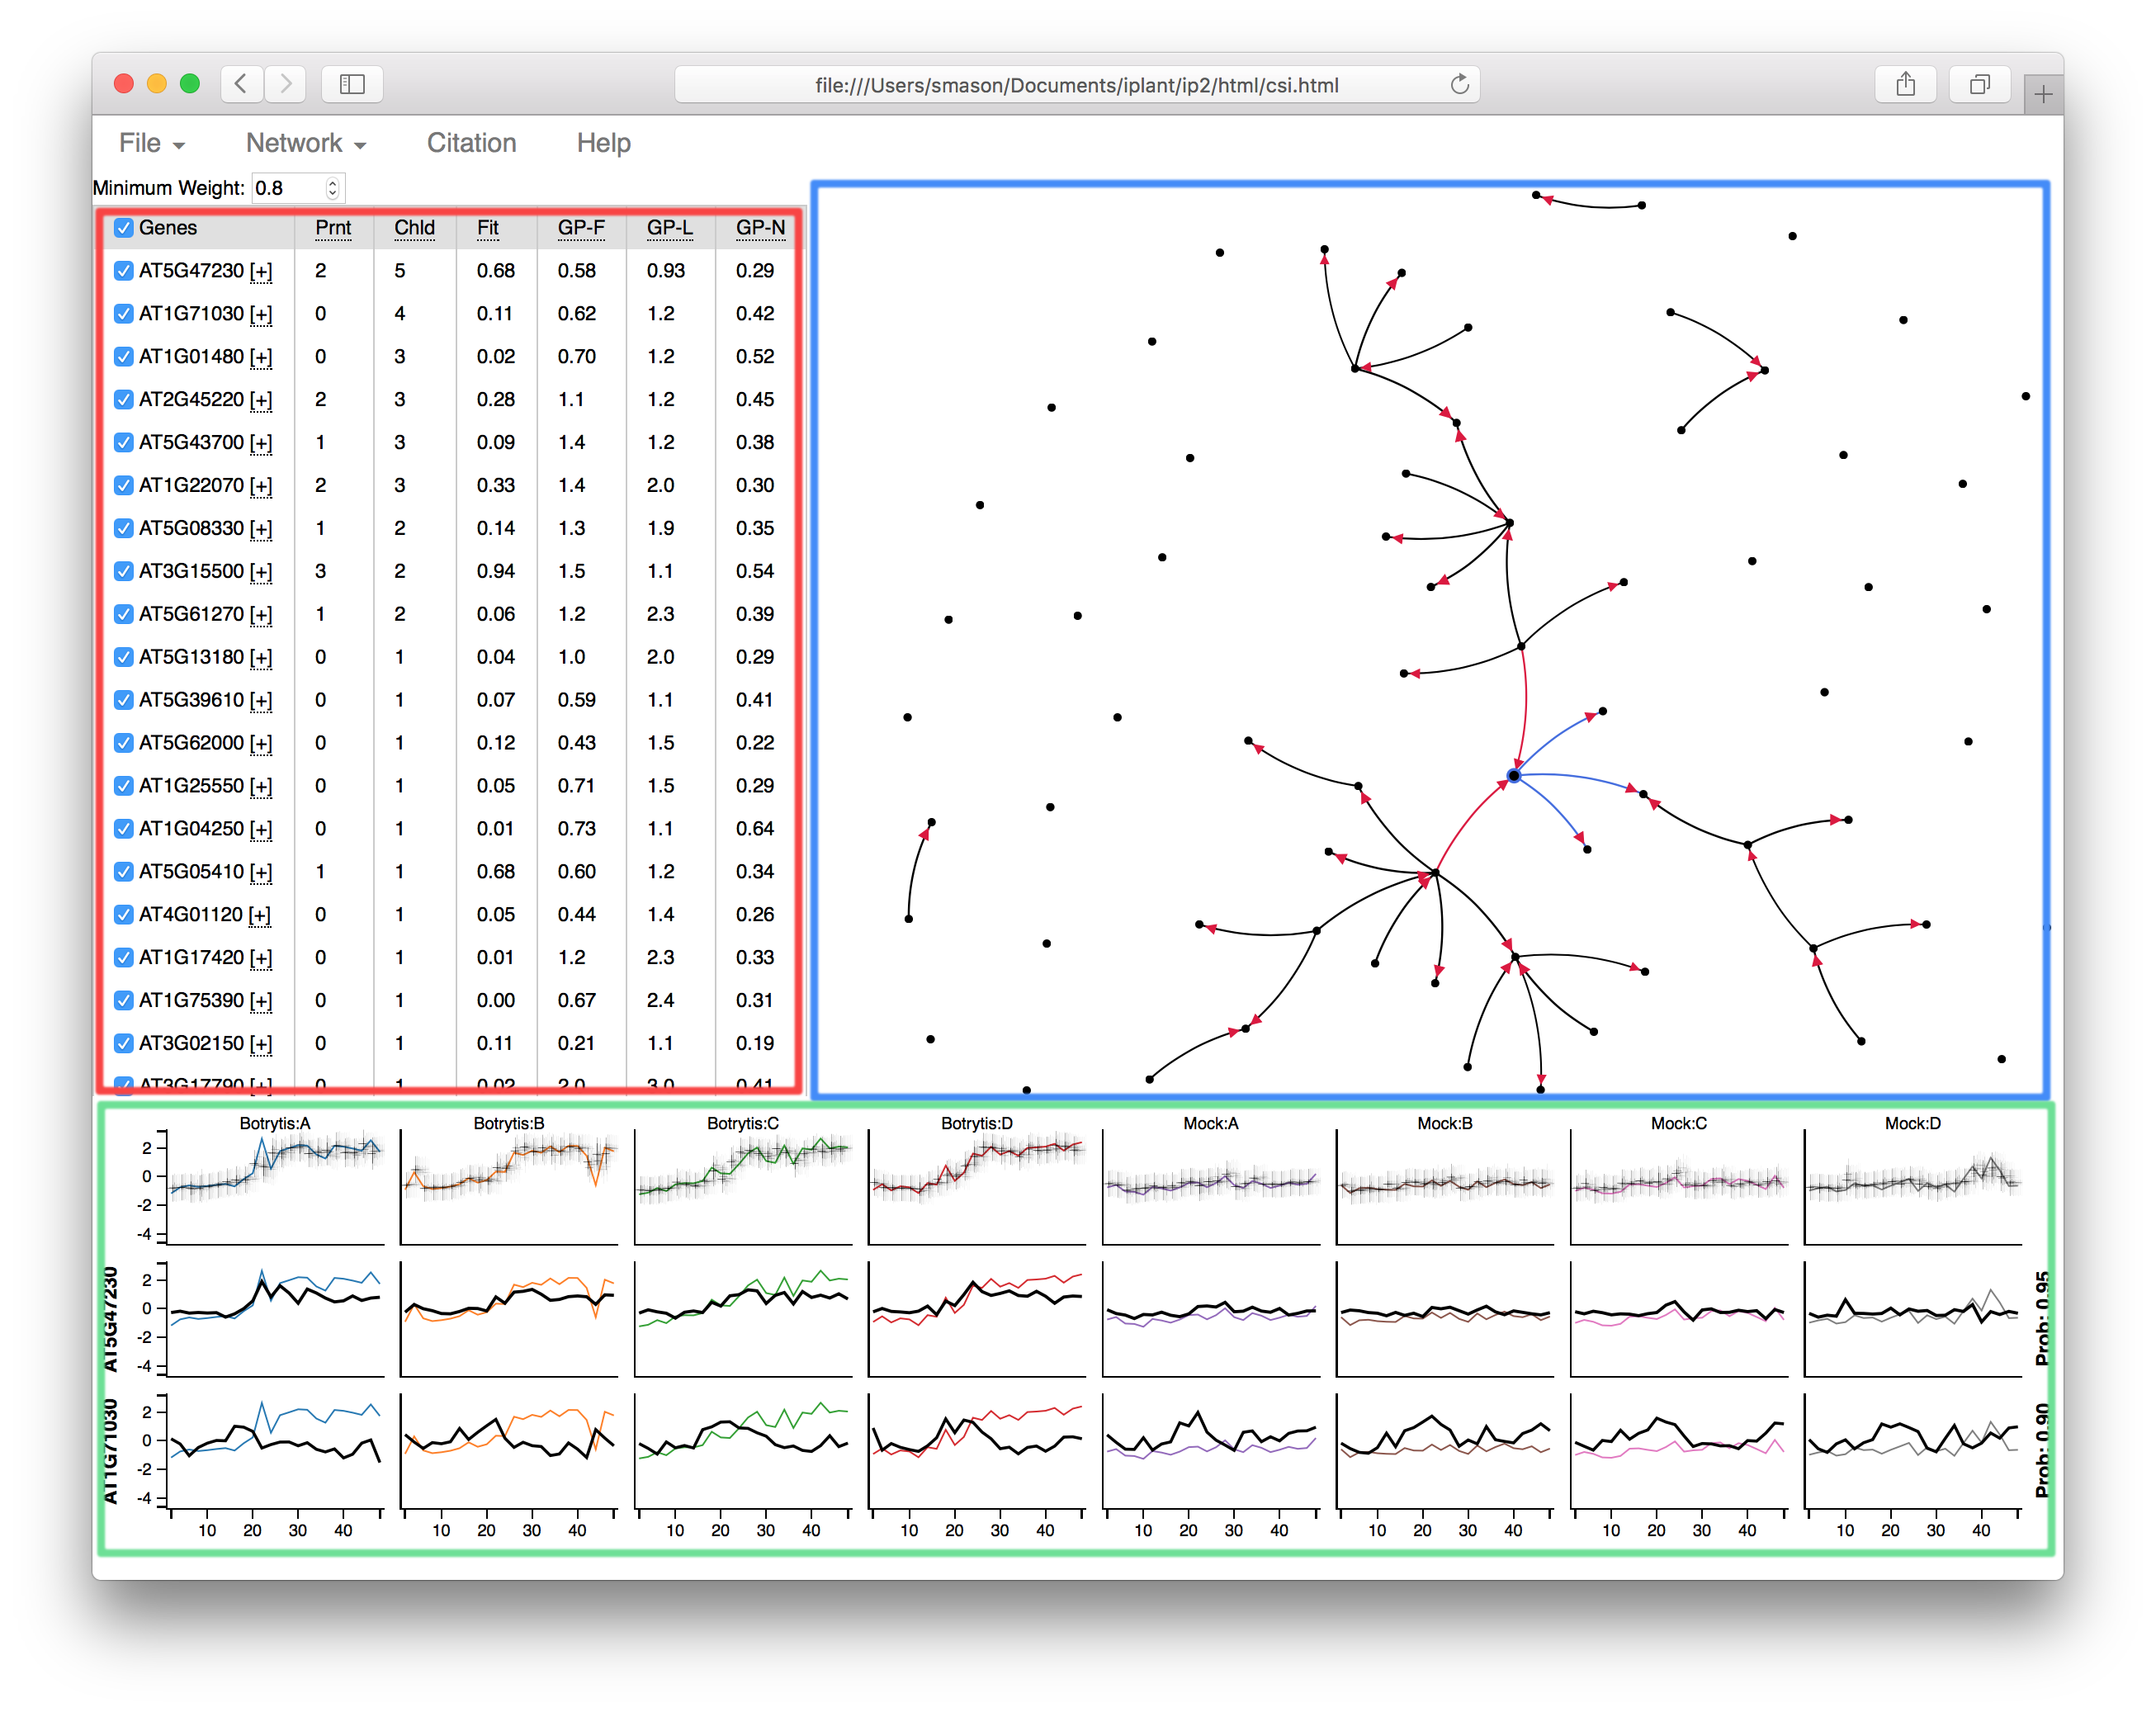 file:///Users/smason/Documents/iplant/ip2/html/csi.html
File Network Citation Help
Minimum Weight: 0.8
Genes Prnt Chld Fit GP-F GP-L GP-N
AT5G47230 [+] 2 5 0.68 0.58 0.93 0.29
AT1G71030 [+] 0 4 0.11 0.62 1.2 0.42
AT1G01480 [+] 0 3 0.02 0.70 1.2 0.52
AT2G45220 [+] 2 3 0.28 1.1 1.2 0.45
AT5G43700 [+] 1 3 0.09 1.4 1.2 0.38
AT1G22070 [+] 2 3 0.33 1.4 2.0 0.30
AT5G08330 [+] 1 2 0.14 1.3 1.9 0.35
AT3G15500 [+] 3 2 0.94 1.5 1.1 0.54
AT5G61270 [+] 1 2 0.06 1.2 2.3 0.39
AT5G13180 [+] 0 1 0.04 1.0 2.0 0.29
AT5G39610 [+] 0 1 0.07 0.59 1.1 0.41
AT5G62000 [+] 0 1 0.12 0.43 1.5 0.22
AT1G25550 [+] 0 1 0.05 0.71 1.5 0.29
AT1G04250 [+] 0 1 0.01 0.73 1.1 0.64
AT5G05410 [+] 1 1 0.68 0.60 1.2 0.34
AT4G01120 [+] 0 1 0.05 0.44 1.4 0.26
AT1G17420 [+] 0 1 0.01 1.2 2.3 0.33
AT1G75390 [+] 0 1 0.00 0.67 2.4 0.31
AT3G02150 [+] 0 1 0.11 0.21 1.1 0.19
AT3G17790 [+] 0 1 0.02 2.0 3.0 0.41
Botrytis:A Botrytis:B Botrytis:C Botrytis:D Mock:A Mock:B Mock:C Mock:D
2
0
-2
-4
AT5G47230
2
0
-2
-4
Prob: 0.95
AT1G71030
2
0
-2
-4
Prob: 0.90
10 20 30 40 10 20 30 40 10 20 30 40 10 20 30 40 10 20 30 40 10 20 30 40 10 20 30 40 10 20 30 40